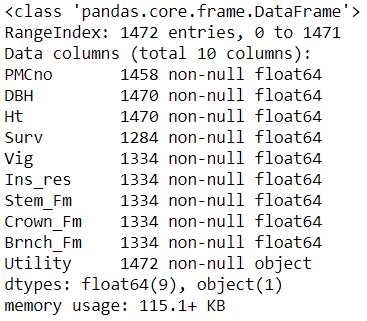 <class 'pandas.core.frame.DataFrame'>
RangeIndex: 1472 entries, 0 to 1471
Data columns (total 10 columns):
PMCno       1458 non-null float64
DBH         1470 non-null float64
Ht          1470 non-null float64
Surv        1284 non-null float64
Vig         1334 non-null float64
Ins_res     1334 non-null float64
Stem_Fm     1334 non-null float64
Crown_Fm    1334 non-null float64
Brnch_Fm    1334 non-null float64
Utility     1472 non-null object
dtypes: float64(9), object(1)
memory usage: 115.1+ KB